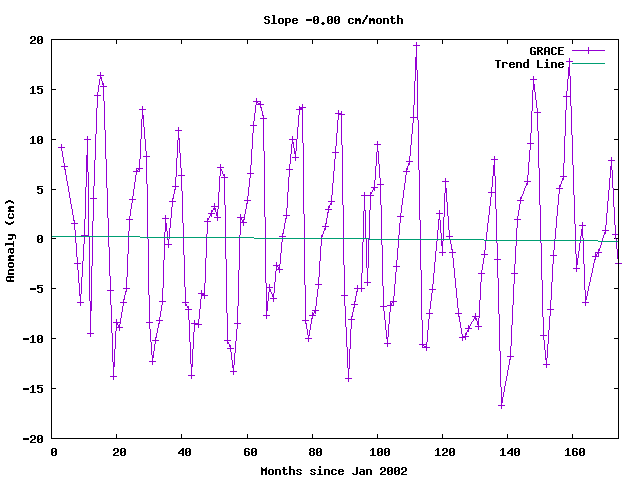 Slope -0.00 cm/month
GRACE
Trend Line
Anomaly (cm)
20
15
10
5
0
-5
-10
-15
-20
0 20 40 60 80 100 120 140 160
Months since Jan 2002